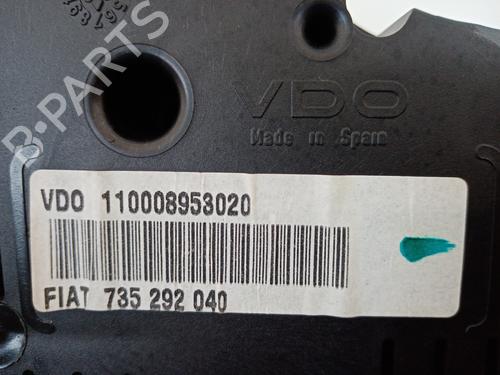 VDO
Made in Spain
VDO 110008953020
FIAT 735 292 040
B-PARTS